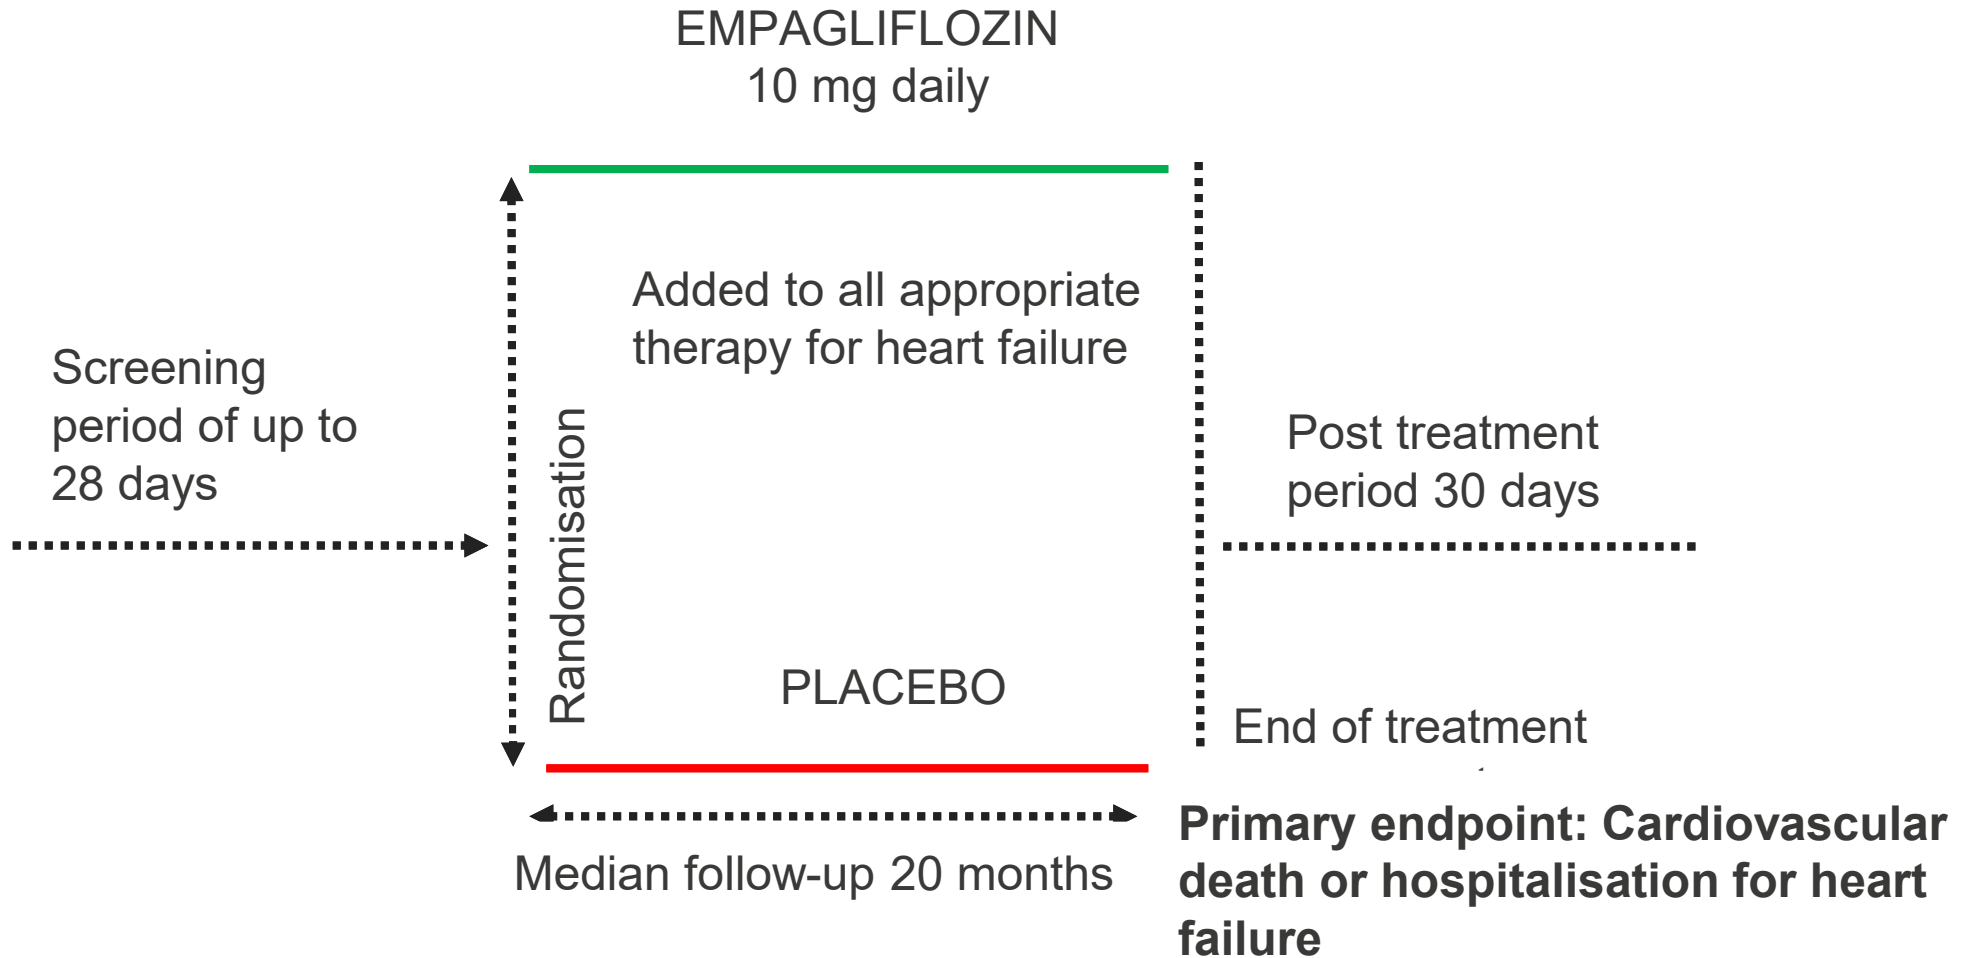 EMPAGLIFLOZIN
10 mg daily
Added to all appropriate
therapy for heart failure
Screening
period of up to
28 days
Randomisation
Post treatment
period 30 days
PLACEBO
End of treatment
Median follow-up 20 months
Primary endpoint: Cardiovascular
death or hospitalisation for heart
failure